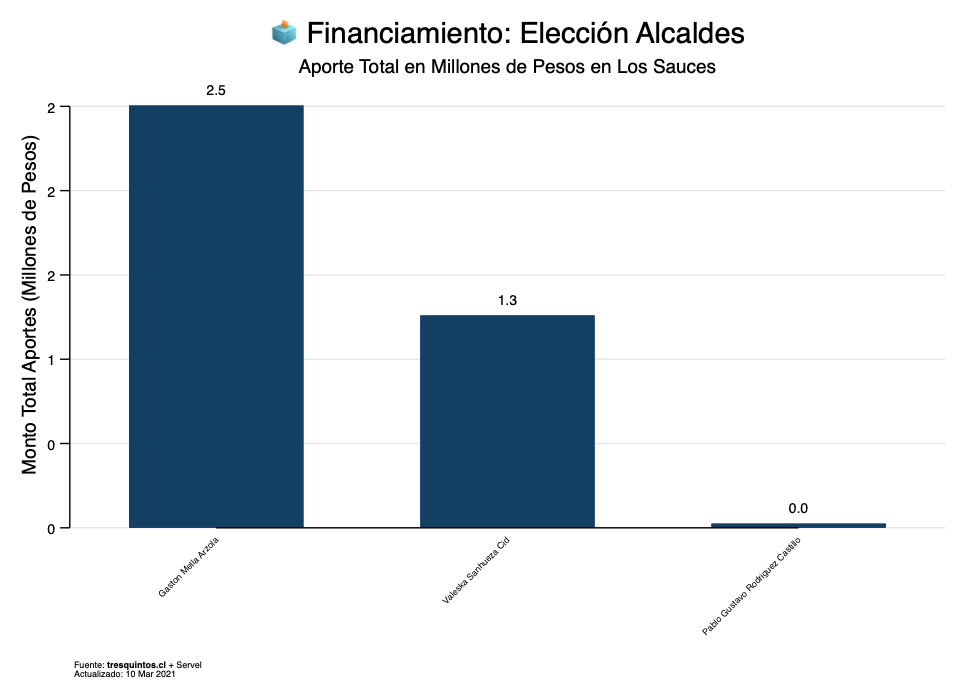 Financiamiento: Elección Alcaldes
Aporte Total en Millones de Pesos en Los Sauces
Monto Total Aportes (Millones de Pesos)
2
2
2
1
0
0
2.5
1.3
0.0
Gaston Mella Arzola
Valeska Sanhueza Cid
Pablo Gustavo Rodriguez Castillo
Fuente: tresquintos.cl + Servel
Actualizado: 10 Mar 2021